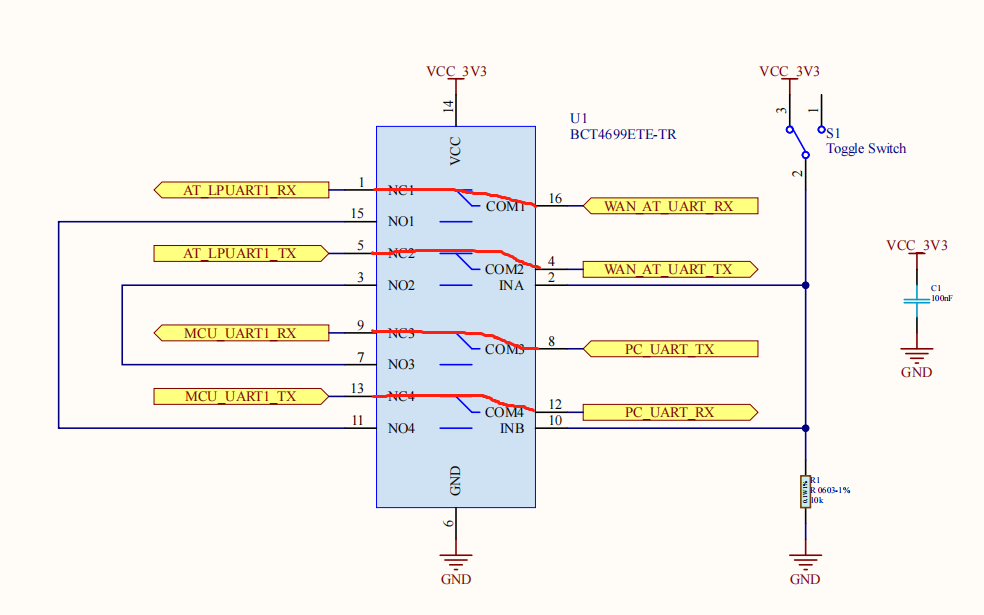 VCC_3V3
VCC_3V3
14
3
1
U1
BCT4699ETE-TR
S1
Toggle Switch
VCC
2
AT_LPUART1_RX
1
NC1
COM1
16
WAN_AT_UART_RX
15
NO1
AT_LPUART1_TX
5
NC2
COM2
4
WAN_AT_UART_TX
3
NO2
INA
2
VCC_3V3
C1
100nF
GND
MCU_UART1_RX
9
NC3
COM3
8
PC_UART_TX
7
NO3
MCU_UART1_TX
13
NC4
COM4
12
PC_UART_RX
11
NO4
INB
10
GND
6
GND
R1
R 0603-1%
10k
GND